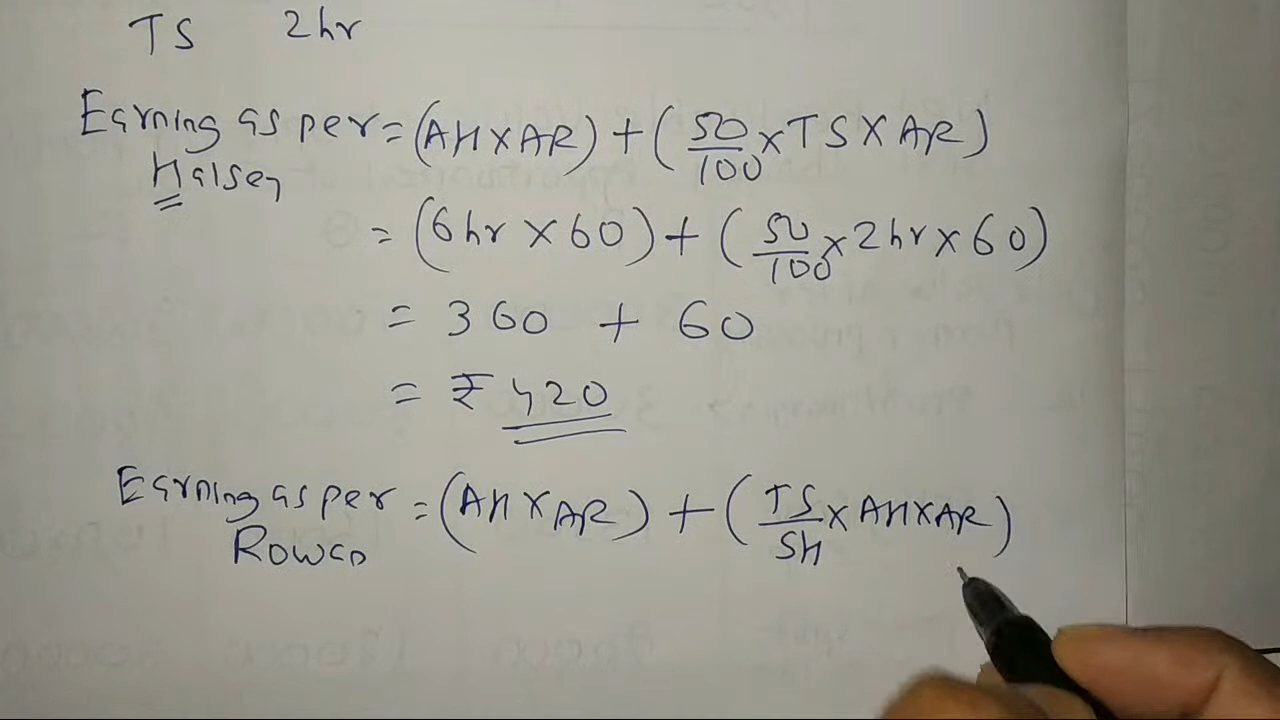 TS 2hr
Earning as per = (AH X AR) + (50/100 x TS X AR)
Halsey
= (6hr X 60) + (50/100 x 2hr x 60)
= 360 + 60
= ₹ 420
Earning as per = (AH X AR) + (TS/SH X AH X AR)
Rowan